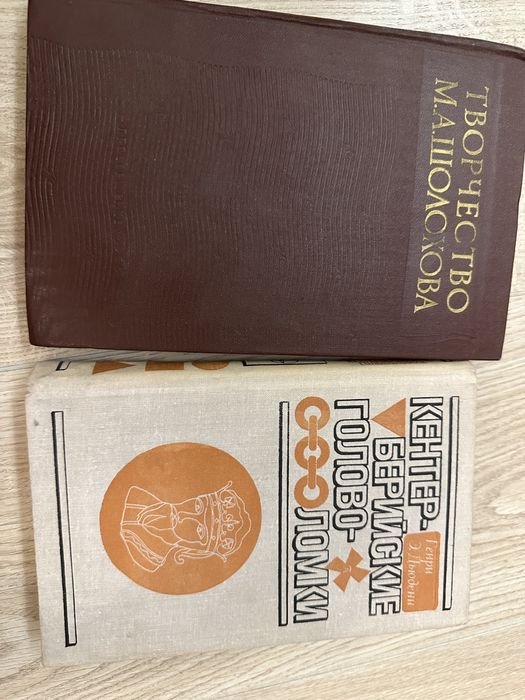 ТВОРЧЕСТВО
М.А.ШОЛОХОВА
Генри
Э. Дьюдени
КЕНТЕР-
БЕРИЙСКИЕ
ГОЛОВО-
ЛОМКИ